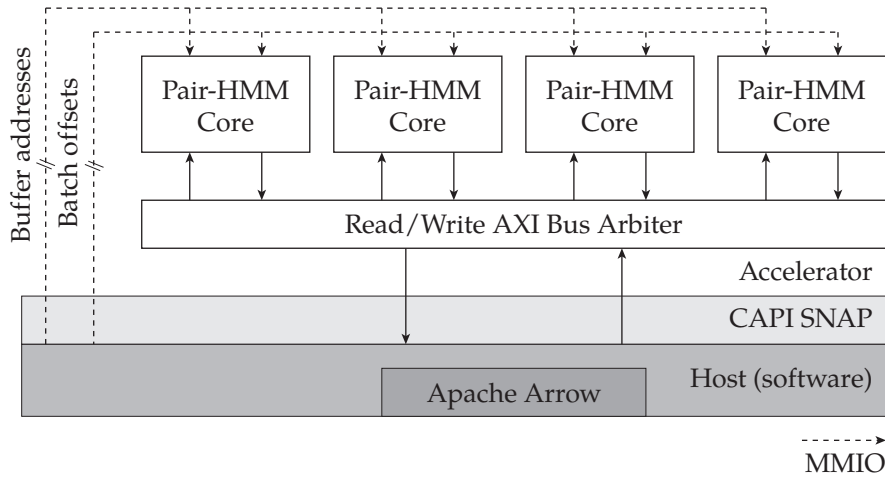 Buffer addresses
Batch offsets
Pair-HMM
Core
Pair-HMM
Core
Pair-HMM
Core
Pair-HMM
Core
Read/Write AXI Bus Arbiter
Accelerator
CAPI SNAP
Host (software)
Apache Arrow
MMIO